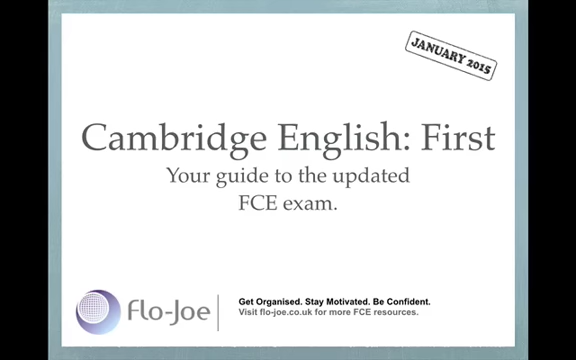 JANUARY 2015
Cambridge English: First
Your guide to the updated
FCE exam.
Flo-Joe
Get Organised. Stay Motivated. Be Confident.
Visit flo-joe.co.uk for more FCE resources.